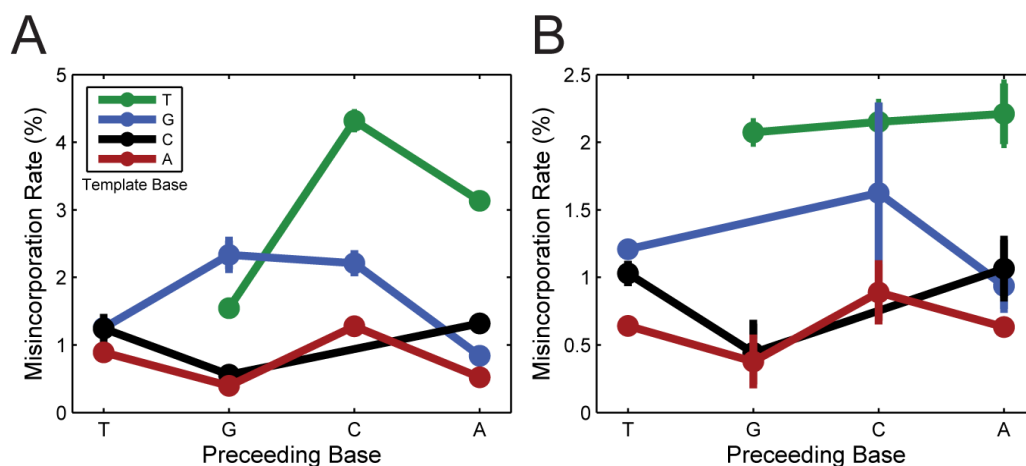 A
Misincorporation Rate (%)
5
4
3
2
1
0
T
G
C
A
Template Base
T
G
C
A
Preceeding Base
B
Misincorporation Rate (%)
2.5
2
1.5
1
0.5
0
T
G
C
A
Preceeding Base